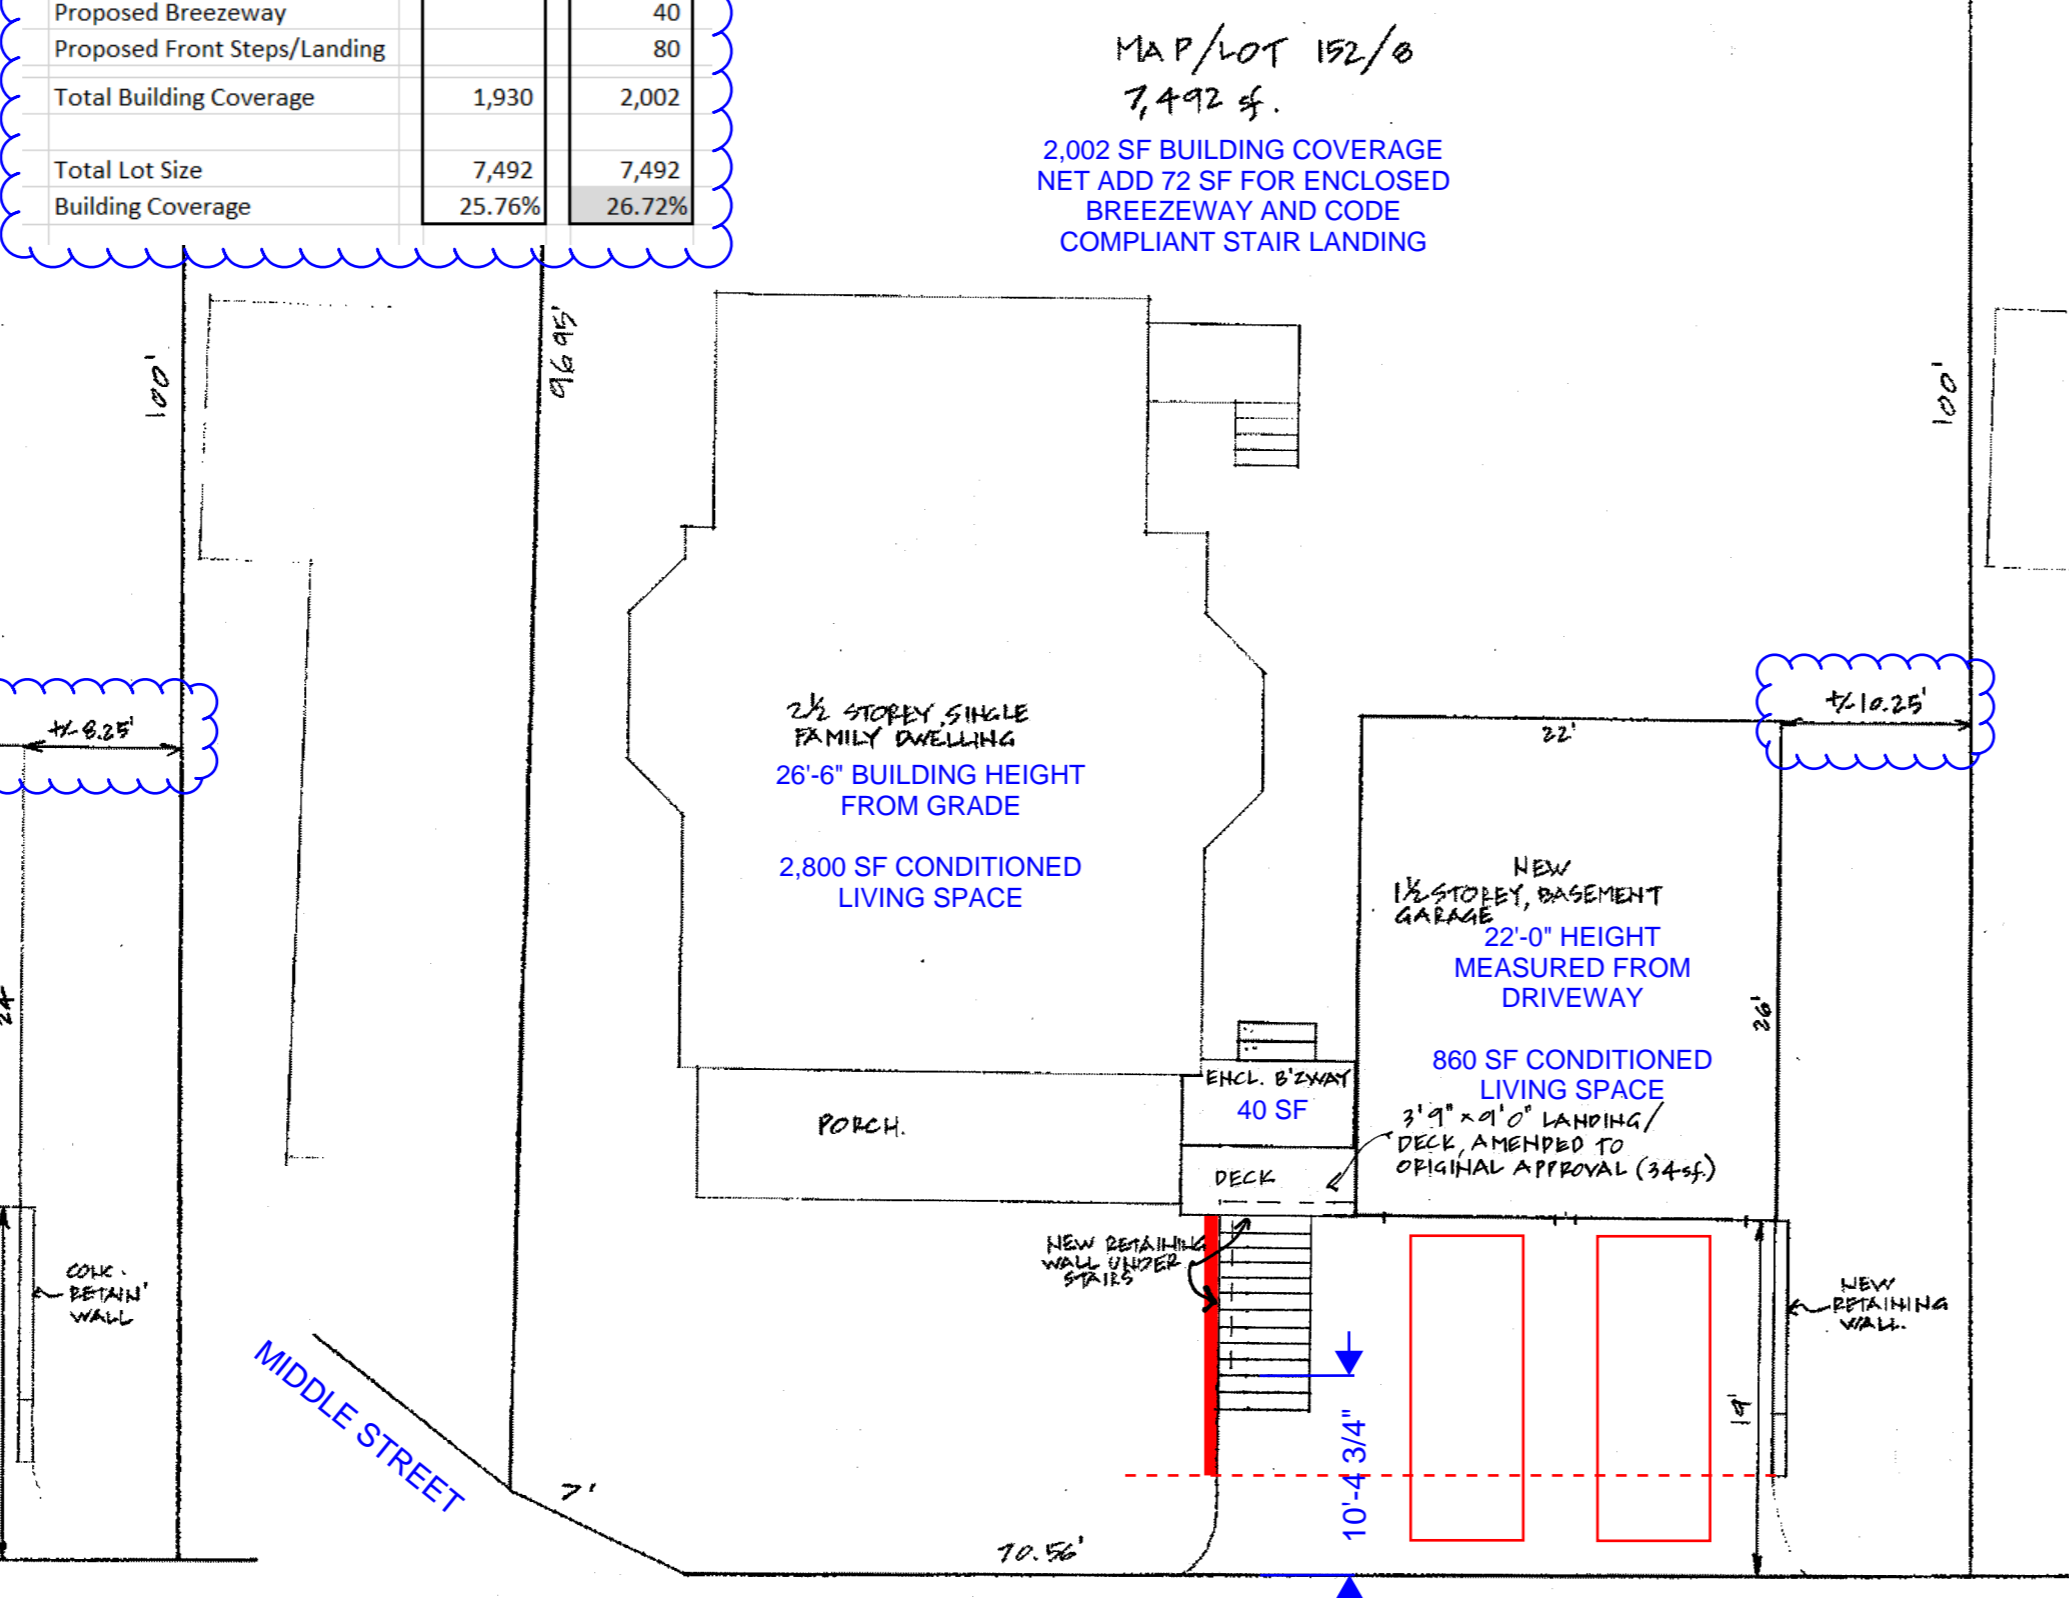 Proposed Breezeway 40
Proposed Front Steps/Landing 80
Total Building Coverage 1,930 2,002
Total Lot Size 7,492 7,492
Building Coverage 25.76% 26.72%
MAP/LOT 152/8
7,492 sf.
2,002 SF BUILDING COVERAGE
NET ADD 72 SF FOR ENCLOSED
BREEZEWAY AND CODE
COMPLIANT STAIR LANDING
100'
96.95'
100'
+/- 8.25'
+/- 10.25'
22'
2½ STOREY, SINGLE
FAMILY DWELLING
26'-6" BUILDING HEIGHT
FROM GRADE
2,800 SF CONDITIONED
LIVING SPACE
NEW
1½ STOREY, BASEMENT
GARAGE
22'-0" HEIGHT
MEASURED FROM
DRIVEWAY
26'
24'
860 SF CONDITIONED
LIVING SPACE
ENCL. B'ZWAY
40 SF
PORCH.
3'9" x 9'0" LANDING/
DECK, AMENDED TO
ORIGINAL APPROVAL (34sf.)
DECK
NEW RETAINING
WALL UNDER
STAIRS
CONC.
RETAIN'
WALL
NEW
RETAINING
WALL.
MIDDLE STREET
7'
70.56'
10'-4 3/4"
19'